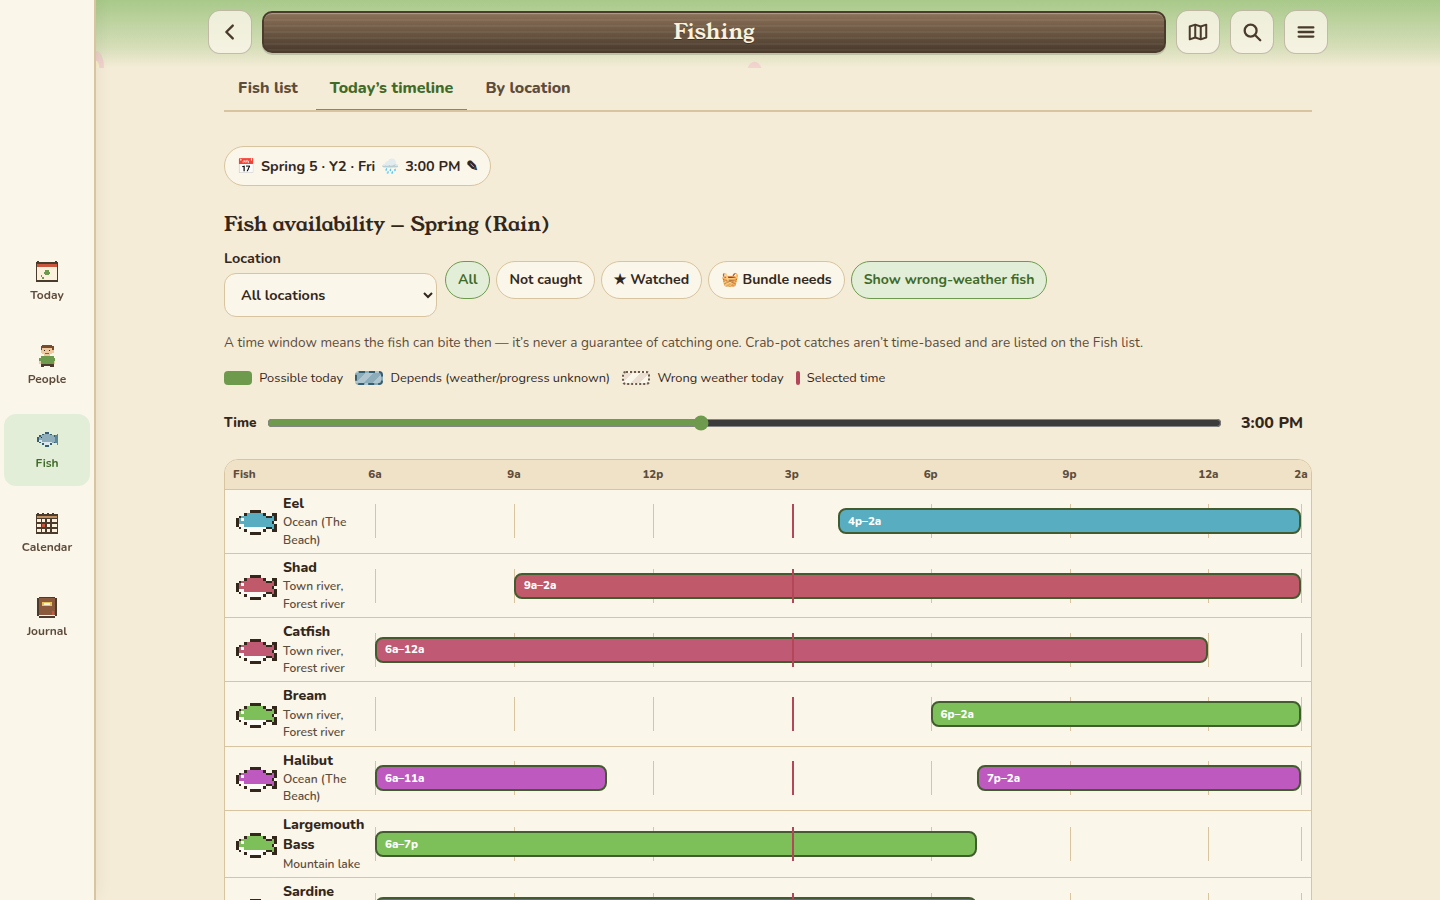 Fishing
Fish list
Today's timeline
By location
Spring 5 · Y2 · Fri 3:00 PM
Fish availability — Spring (Rain)
Location
All locations
All
Not caught
★ Watched
Bundle needs
Show wrong-weather fish
A time window means the fish can bite then — it's never a guarantee of catching one. Crab-pot catches aren't time-based and are listed on the Fish list.
Possible today
Depends (weather/progress unknown)
Wrong weather today
Selected time
Time
3:00 PM
Fish 6a 9a 12p 3p 6p 9p 12a 2a
Eel
Ocean (The
Beach)
4p–2a
Shad
Town river,
Forest river
9a–2a
Catfish
Town river,
Forest river
6a–12a
Bream
Town river,
Forest river
6p–2a
Halibut
Ocean (The
Beach)
6a–11a
7p–2a
Largemouth
Bass
Mountain lake
6a–7p
Sardine
Today
People
Fish
Calendar
Journal